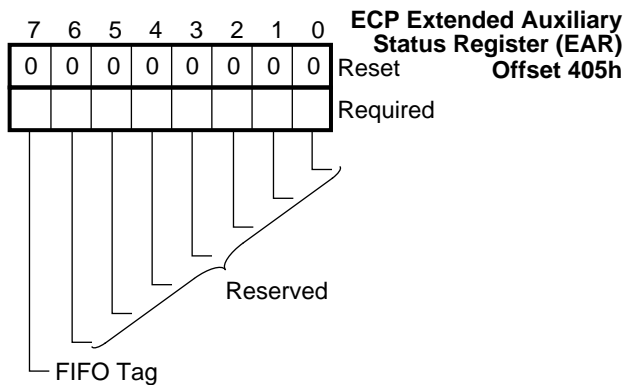 7 6 5 4 3 2 1 0
ECP Extended Auxiliary
Status Register (EAR)
Offset 405h
0 0 0 0 0 0 0 0 Reset
Required
Reserved
FIFO Tag